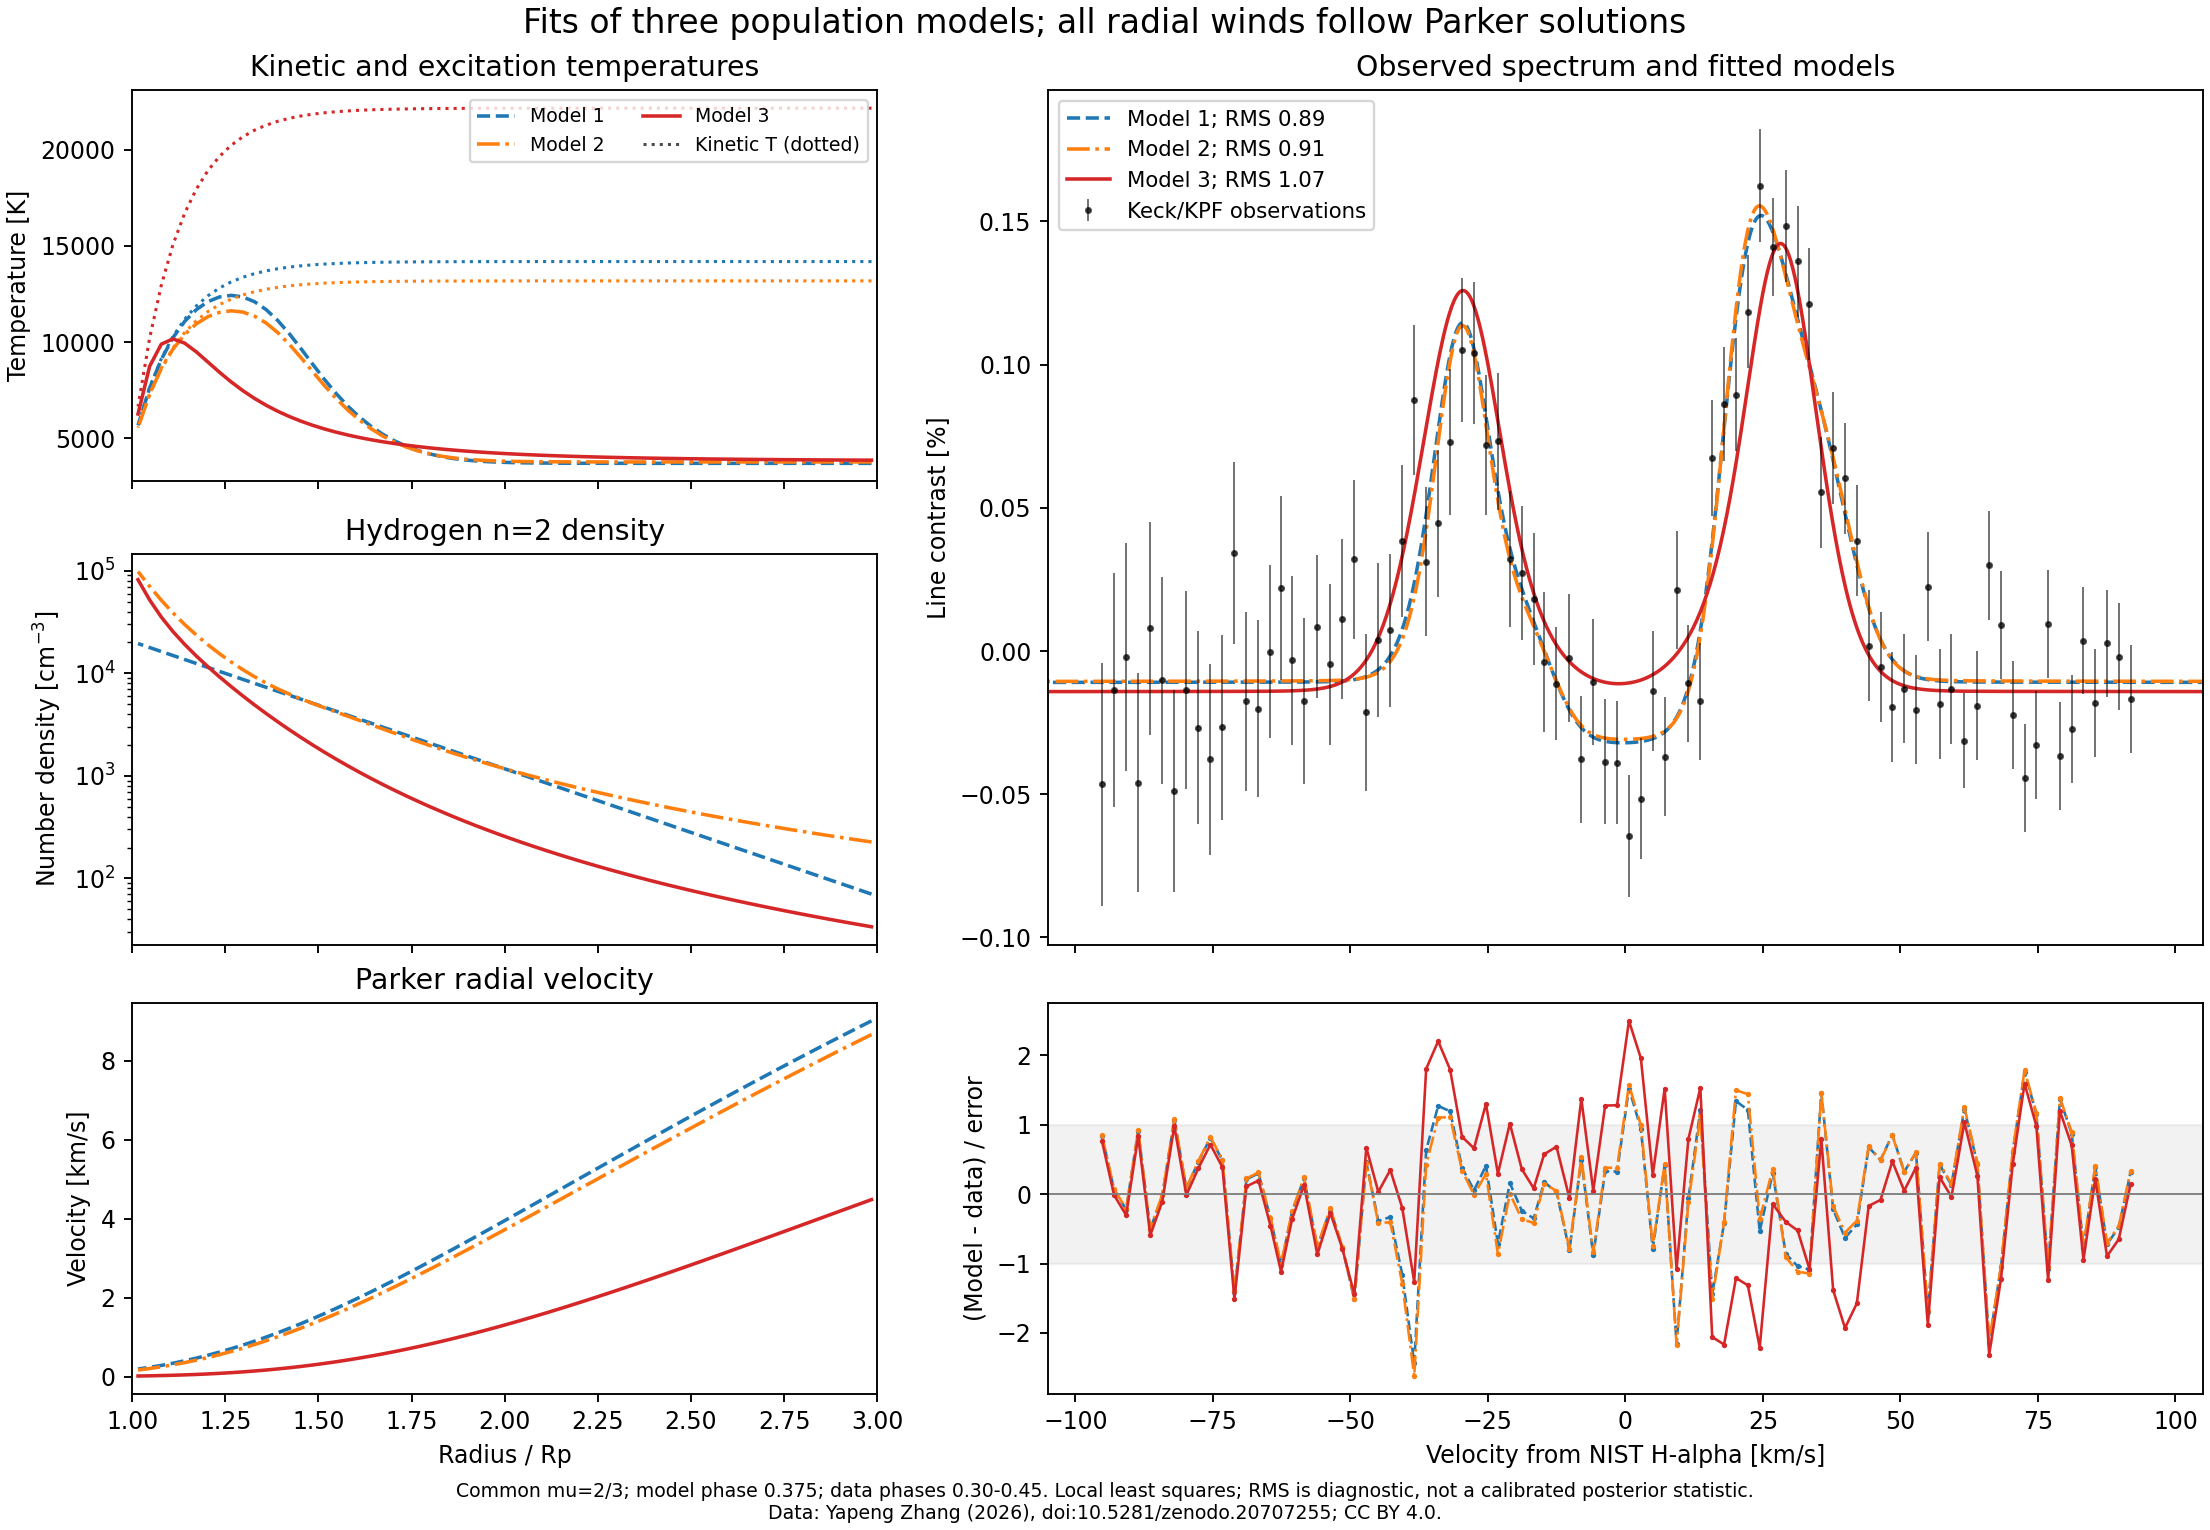 Fits of three population models; all radial winds follow Parker solutions
Kinetic and excitation temperatures
Temperature [K]
20000
15000
10000
5000
Model 1
Model 2
Model 3
Kinetic T (dotted)
Hydrogen n=2 density
Number density [cm⁻³]
10⁵
10⁴
10³
10²
Parker radial velocity
Velocity [km/s]
8
6
4
2
0
1.00 1.25 1.50 1.75 2.00 2.25 2.50 2.75 3.00
Radius / Rp
Observed spectrum and fitted models
Line contrast [%]
0.15
0.10
0.05
0.00
−0.05
−0.10
Model 1; RMS 0.89
Model 2; RMS 0.91
Model 3; RMS 1.07
Keck/KPF observations
(Model - data) / error
2
1
0
−1
−2
−100 −75 −50 −25 0 25 50 75 100
Velocity from NIST H-alpha [km/s]
Common mu=2/3; model phase 0.375; data phases 0.30-0.45. Local least squares; RMS is diagnostic, not a calibrated posterior statistic.
Data: Yapeng Zhang (2026), doi:10.5281/zenodo.20707255; CC BY 4.0.